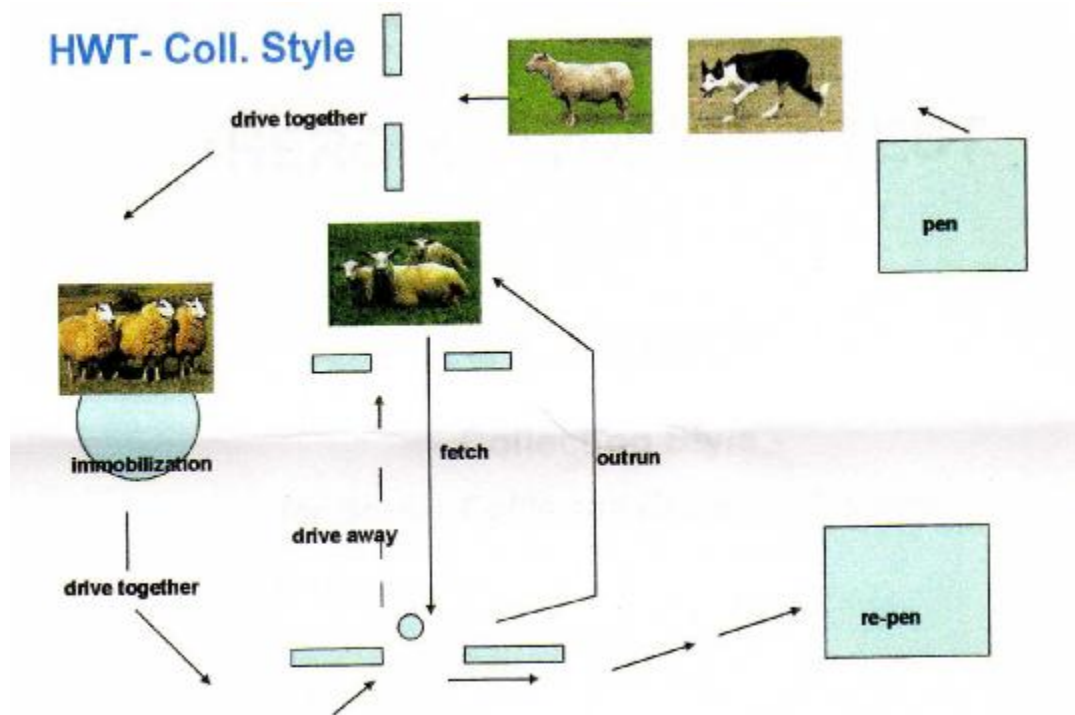 HWT- Coll. Style
drive together
pen
immobilization
fetch
outrun
drive away
drive together
re-pen